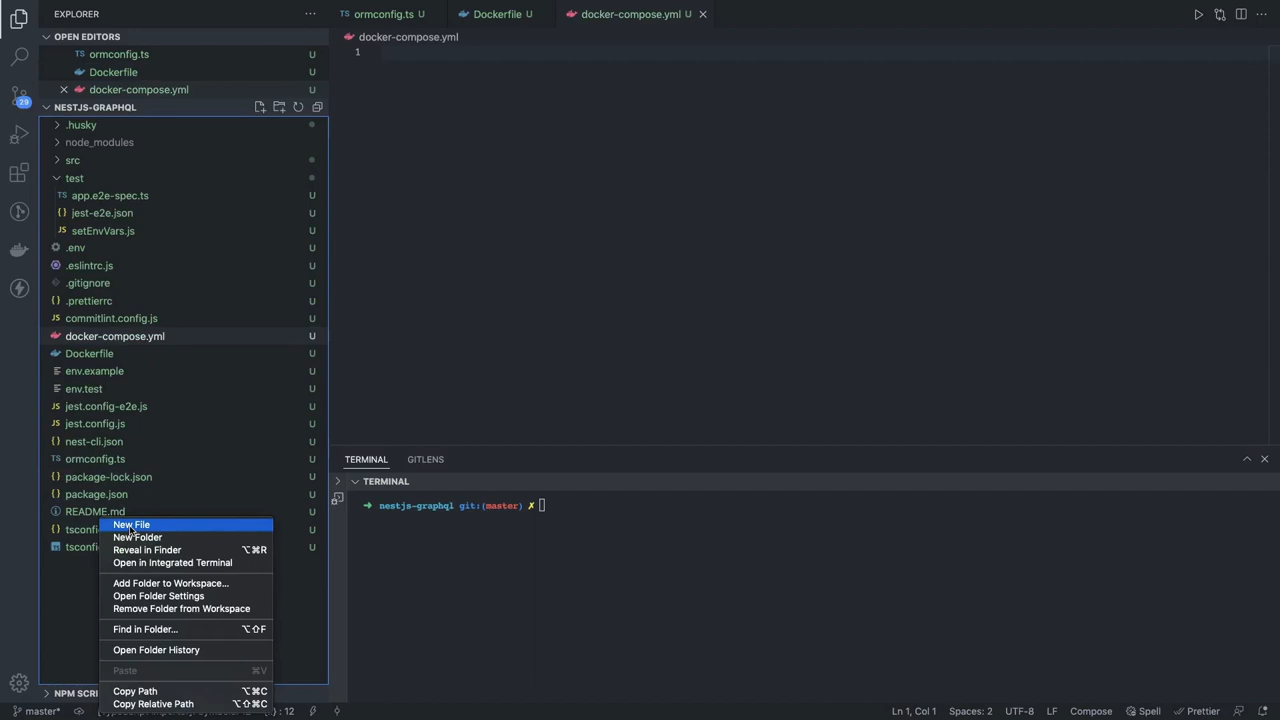 EXPLORER
OPEN EDITORS
ormconfig.ts U
Dockerfile U
docker-compose.yml U
NESTJS-GRAPHQL
.husky
node_modules
src
test
app.e2e-spec.ts U
jest-e2e.json U
setEnvVars.js U
.env U
.eslintrc.js U
.gitignore U
.prettierrc U
commitlint.config.js U
docker-compose.yml U
Dockerfile U
env.example U
env.test U
jest.config-e2e.js U
jest.config.js U
nest-cli.json U
ormconfig.ts U
package-lock.json U
package.json U
README.md U
tsconfi U
tsconfi U
New File
New Folder
Reveal in Finder ⌥⌘R
Open in Integrated Terminal
Add Folder to Workspace...
Open Folder Settings
Remove Folder from Workspace
Find in Folder... ⌥⇧F
Open Folder History
Paste ⌘V
Copy Path ⌥⌘C
Copy Relative Path ⌥⇧⌘C
NPM SCRI
29
ormconfig.ts U
Dockerfile U
docker-compose.yml U
docker-compose.yml
1
TERMINAL
GITLENS
TERMINAL
➜ nestjs-graphql git:(master) ✗
master*
: 12
Ln 1, Col 1
Spaces: 2
UTF-8
LF
Compose
Spell
Prettier